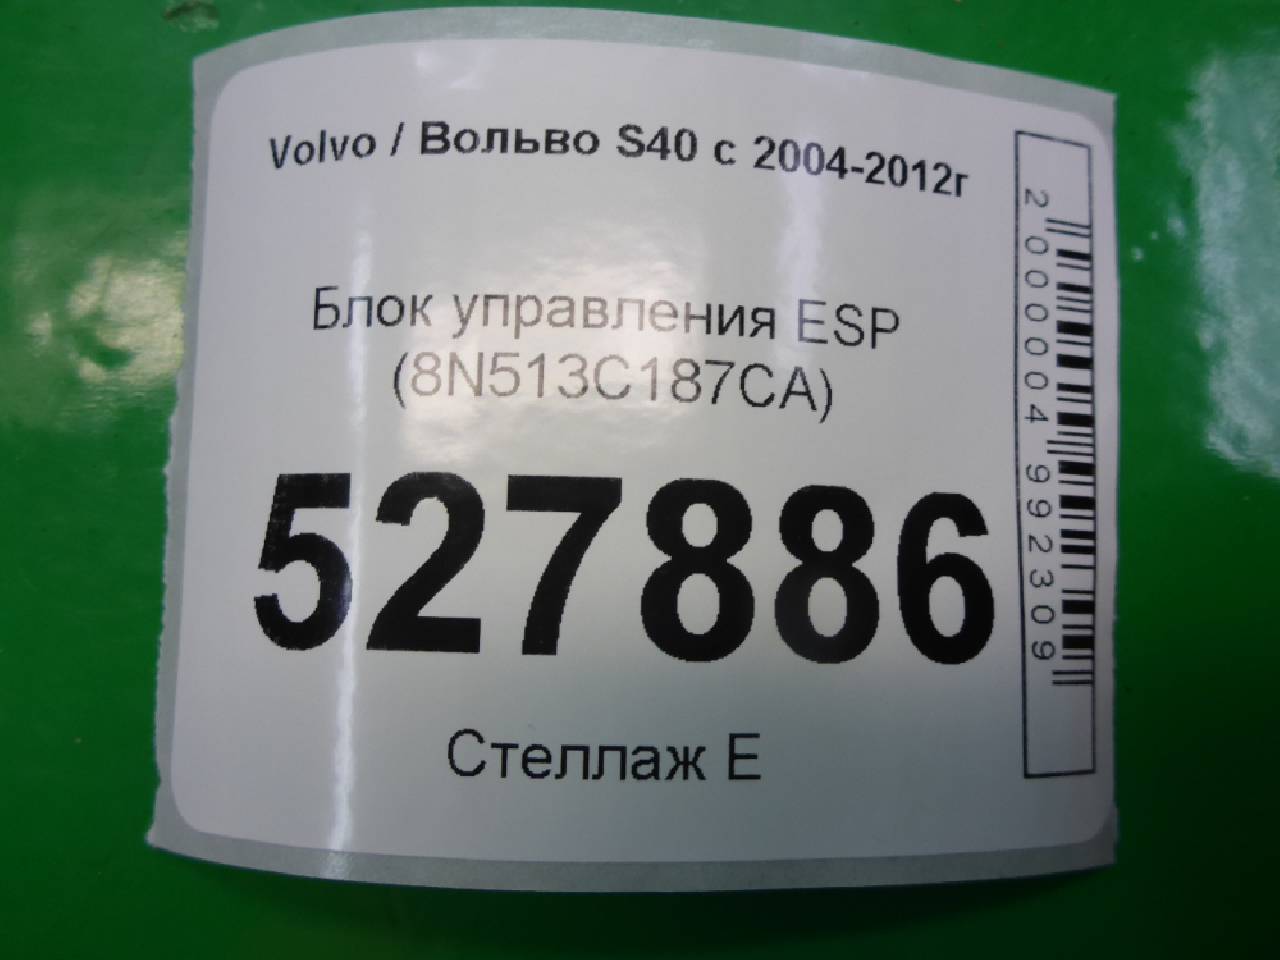 Volvo / Вольво S40 с 2004-2012г
Блок управления ESP
(8N513C187CA)
527886
Стеллаж Е
2000004992309